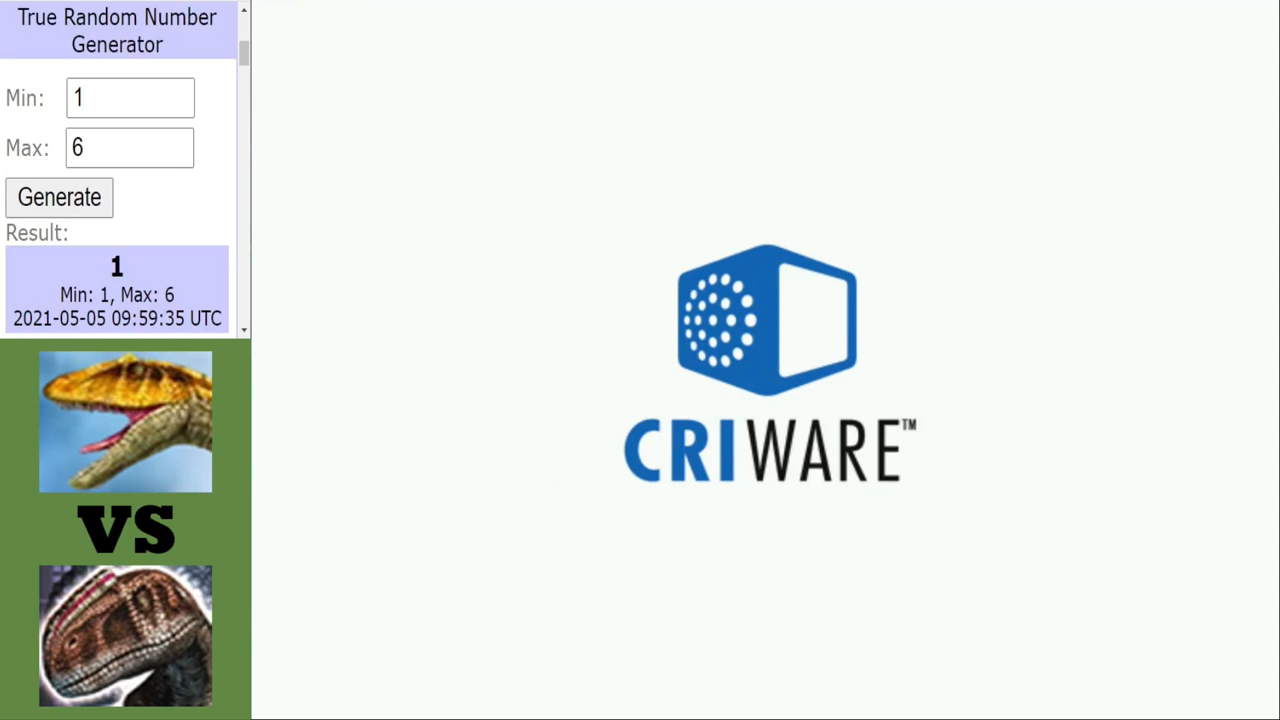 True Random Number
Generator
Min: 1
Max: 6
Generate
Result:
1
Min: 1, Max: 6
2021-05-05 09:59:35 UTC
VS
CRIWARE™